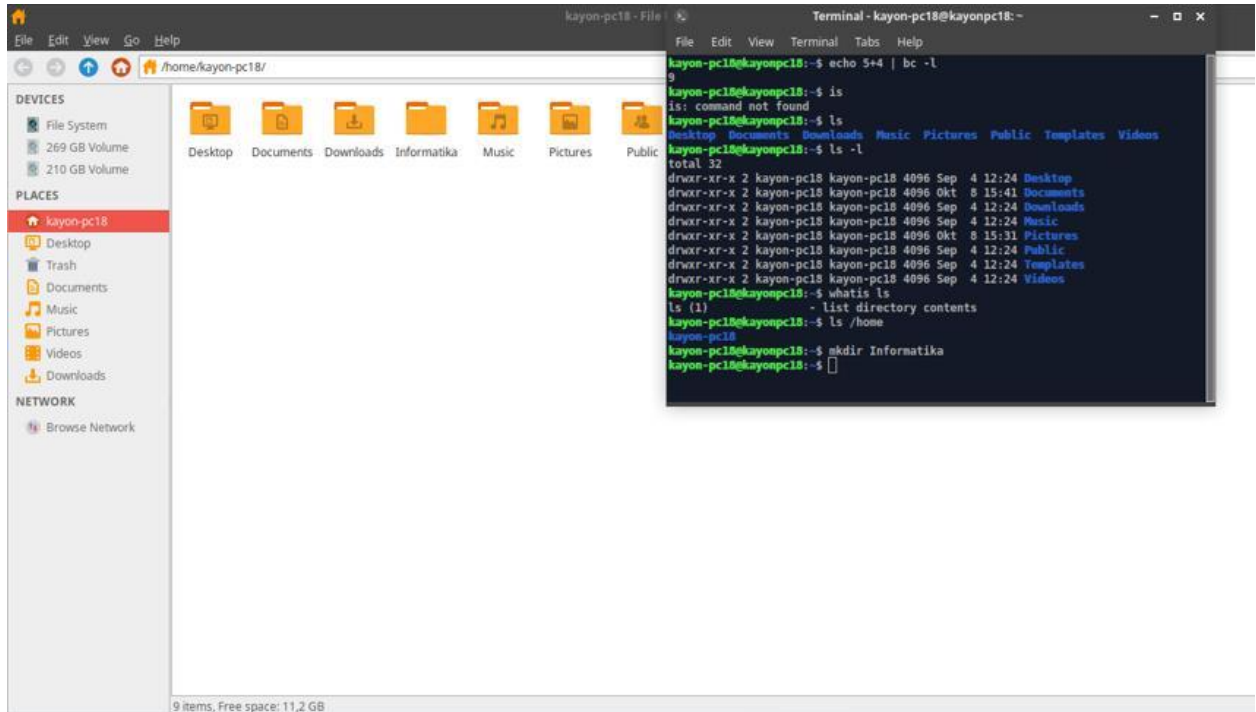 kayon-pc18 - File
File Edit View Go Help
/home/kayon-pc18/
DEVICES
File System
269 GB Volume
210 GB Volume
PLACES
kayon-pc18
Desktop
Trash
Documents
Music
Pictures
Videos
Downloads
NETWORK
Browse Network
Desktop Documents Downloads Informatika Music Pictures Public
9 items, Free space: 11,2 GB
Terminal - kayon-pc18@kayonpc18: ~
File Edit View Terminal Tabs Help
kayon-pc18@kayonpc18:~$ echo 5+4 | bc -l
9
kayon-pc18@kayonpc18:~$ is
is: command not found
kayon-pc18@kayonpc18:~$ ls
Desktop Documents Downloads Music Pictures Public Templates Videos
kayon-pc18@kayonpc18:~$ ls -l
total 32
drwxr-xr-x 2 kayon-pc18 kayon-pc18 4096 Sep 4 12:24 Desktop
drwxr-xr-x 2 kayon-pc18 kayon-pc18 4096 Okt 8 15:41 Documents
drwxr-xr-x 2 kayon-pc18 kayon-pc18 4096 Sep 4 12:24 Downloads
drwxr-xr-x 2 kayon-pc18 kayon-pc18 4096 Sep 4 12:24 Music
drwxr-xr-x 2 kayon-pc18 kayon-pc18 4096 Okt 8 15:31 Pictures
drwxr-xr-x 2 kayon-pc18 kayon-pc18 4096 Sep 4 12:24 Public
drwxr-xr-x 2 kayon-pc18 kayon-pc18 4096 Sep 4 12:24 Templates
drwxr-xr-x 2 kayon-pc18 kayon-pc18 4096 Sep 4 12:24 Videos
kayon-pc18@kayonpc18:~$ whatis ls
ls (1) - list directory contents
kayon-pc18@kayonpc18:~$ ls /home
kayon-pc18
kayon-pc18@kayonpc18:~$ mkdir Informatika
kayon-pc18@kayonpc18:~$